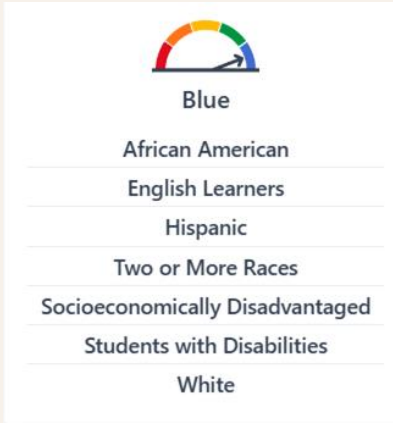 Blue
African American
English Learners
Hispanic
Two or More Races
Socioeconomically Disadvantaged
Students with Disabilities
White